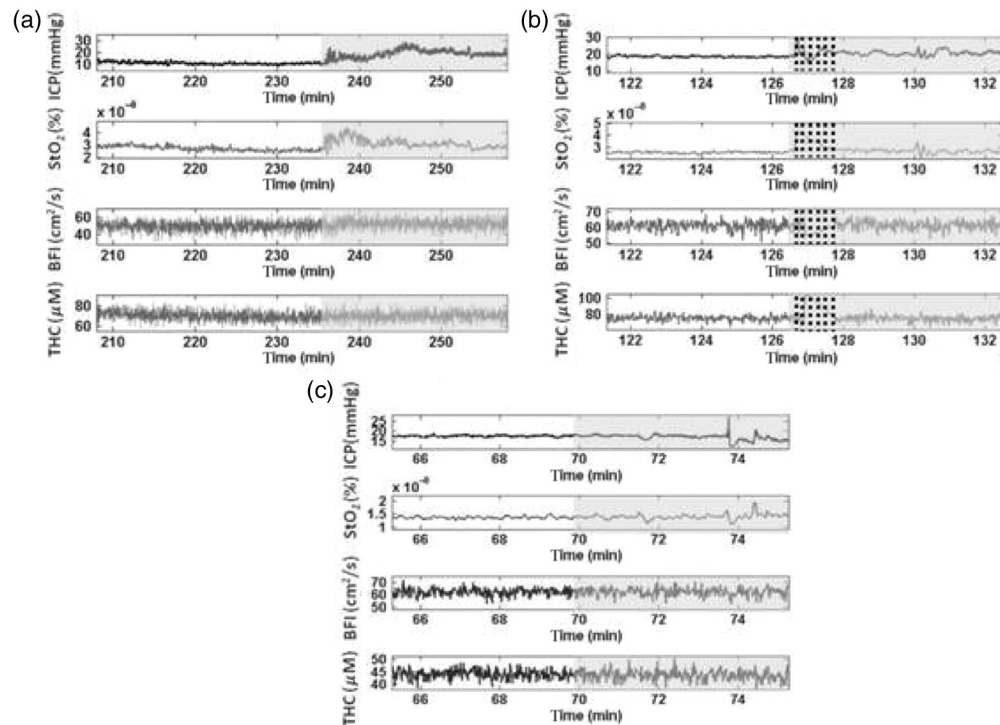 (a)
ICP(mmHg)
30
20
10
210 220 230 240 250
Time (min)
x 10⁻⁸
StO₂(%)
4
3
2
210 220 230 240 250
Time (min)
BFI (cm²/s)
60
40
210 220 230 240 250
Time (min)
THC (μM)
80
60
210 220 230 240 250
Time (min)
(b)
ICP(mmHg)
30
20
10
122 124 126 128 130 132
Time (min)
x 10⁻⁸
StO₂(%)
5
4
3
122 124 126 128 130 132
Time (min)
BFI (cm²/s)
70
60
50
122 124 126 128 130 132
Time (min)
THC (μM)
100
80
122 124 126 128 130 132
Time (min)
(c)
ICP(mmHg)
25
20
15
66 68 70 72 74
Time (min)
x 10⁻⁸
StO₂(%)
2
1.5
1
66 68 70 72 74
Time (min)
BFI (cm²/s)
70
60
50
66 68 70 72 74
Time (min)
THC (μM)
50
45
40
66 68 70 72 74
Time (min)